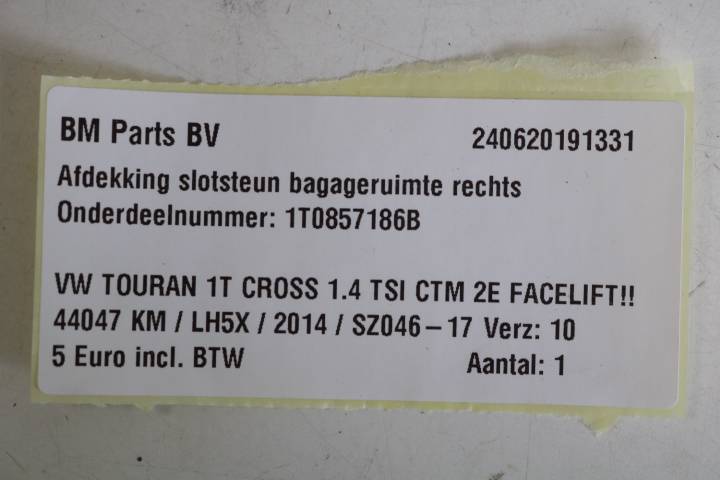 BM Parts BV 240620191331
Afdekking slotsteun bagageruimte rechts
Onderdeelnummer: 1T0857186B
VW TOURAN 1T CROSS 1.4 TSI CTM 2E FACELIFT!!
44047 KM / LH5X / 2014 / SZ046-17 Verz: 10
5 Euro incl. BTW Aantal: 1